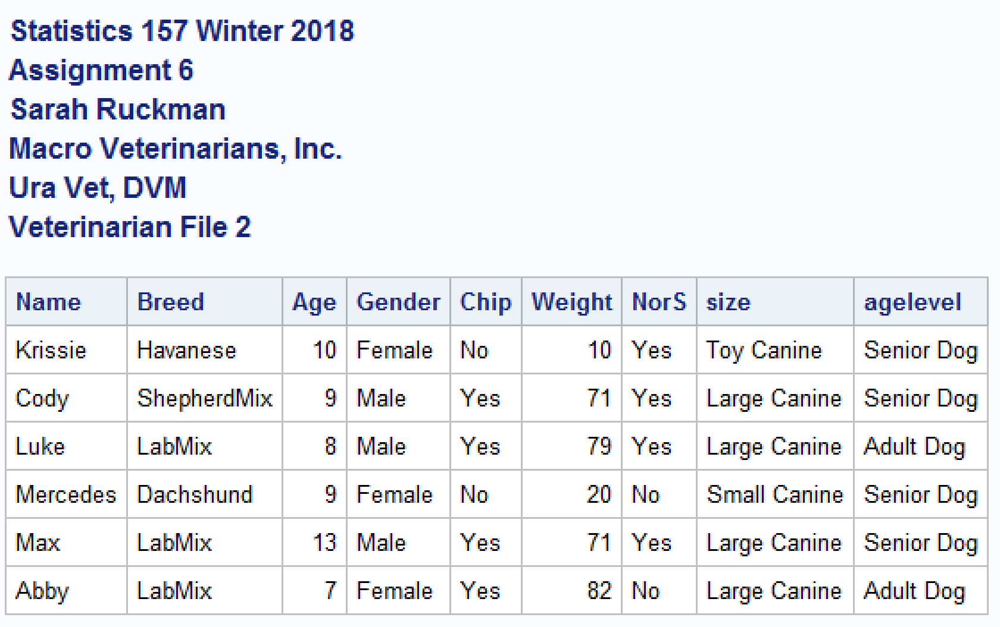 Statistics 157 Winter 2018
Assignment 6
Sarah Ruckman
Macro Veterinarians, Inc.
Ura Vet, DVM
Veterinarian File 2
Name Breed Age Gender Chip Weight NorS size agelevel
Krissie Havanese 10 Female No 10 Yes Toy Canine Senior Dog
Cody ShepherdMix 9 Male Yes 71 Yes Large Canine Senior Dog
Luke LabMix 8 Male Yes 79 Yes Large Canine Adult Dog
Mercedes Dachshund 9 Female No 20 No Small Canine Senior Dog
Max LabMix 13 Male Yes 71 Yes Large Canine Senior Dog
Abby LabMix 7 Female Yes 82 No Large Canine Adult Dog